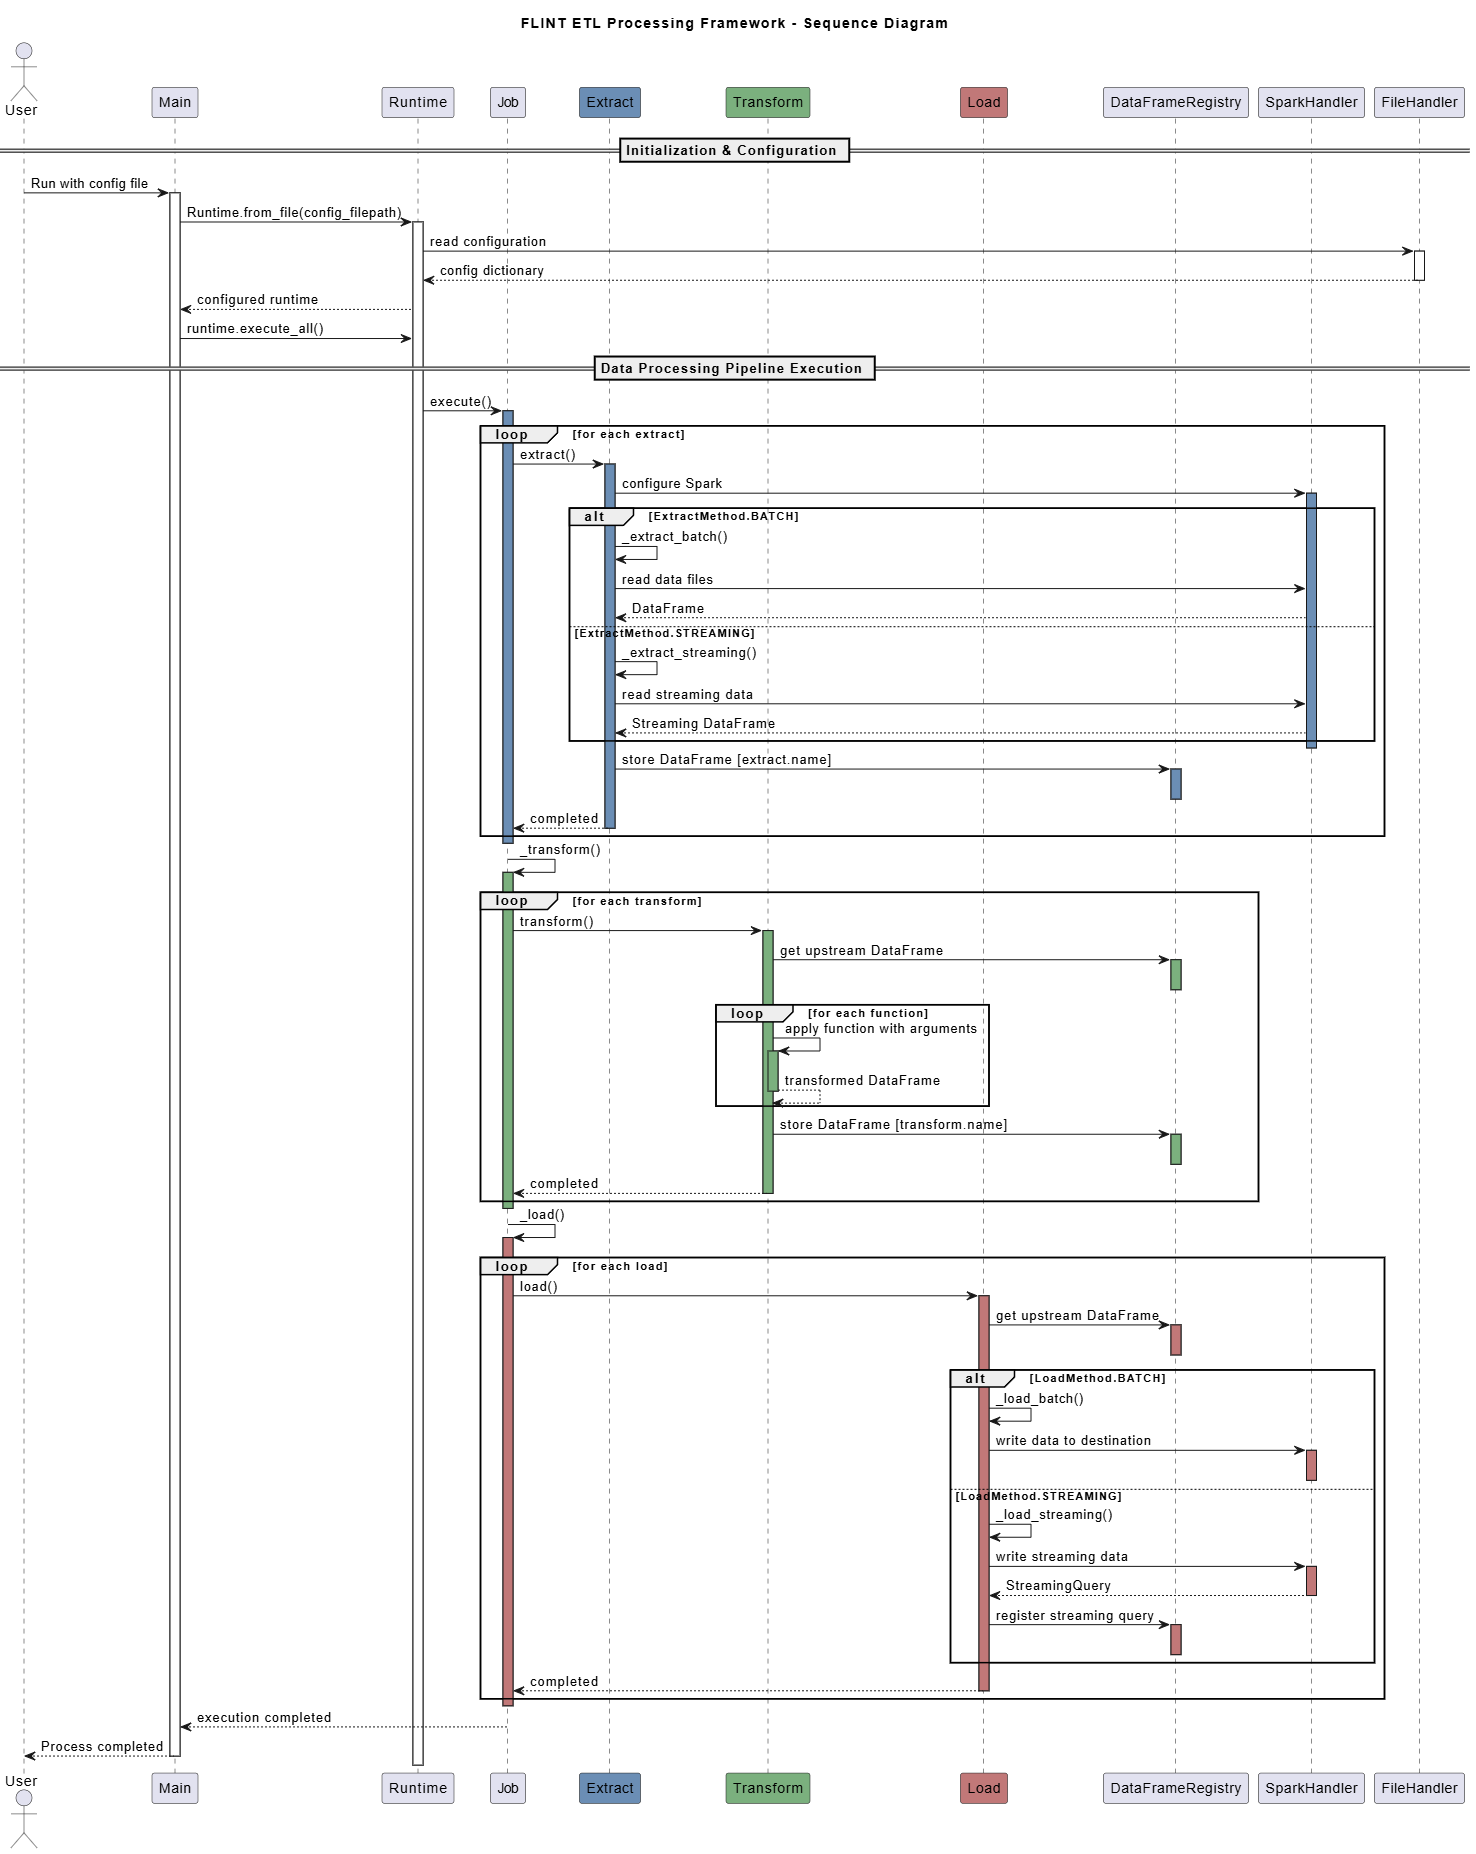 FLINT ETL Processing Framework - Sequence Diagram
User
Main
Runtime
Job
Extract
Transform
Load
DataFrameRegistry
SparkHandler
FileHandler
Initialization & Configuration
Run with config file
Runtime.from_file(config_filepath)
read configuration
config dictionary
configured runtime
runtime.execute_all()
Data Processing Pipeline Execution
execute()
loop [for each extract]
extract()
configure Spark
alt [ExtractMethod.BATCH]
_extract_batch()
read data files
DataFrame
[ExtractMethod.STREAMING]
_extract_streaming()
read streaming data
Streaming DataFrame
store DataFrame [extract.name]
completed
_transform()
loop [for each transform]
transform()
get upstream DataFrame
loop [for each function]
apply function with arguments
transformed DataFrame
store DataFrame [transform.name]
completed
_load()
loop [for each load]
load()
get upstream DataFrame
alt [LoadMethod.BATCH]
_load_batch()
write data to destination
[LoadMethod.STREAMING]
_load_streaming()
write streaming data
StreamingQuery
register streaming query
completed
execution completed
Process completed
User
Main
Runtime
Job
Extract
Transform
Load
DataFrameRegistry
SparkHandler
FileHandler